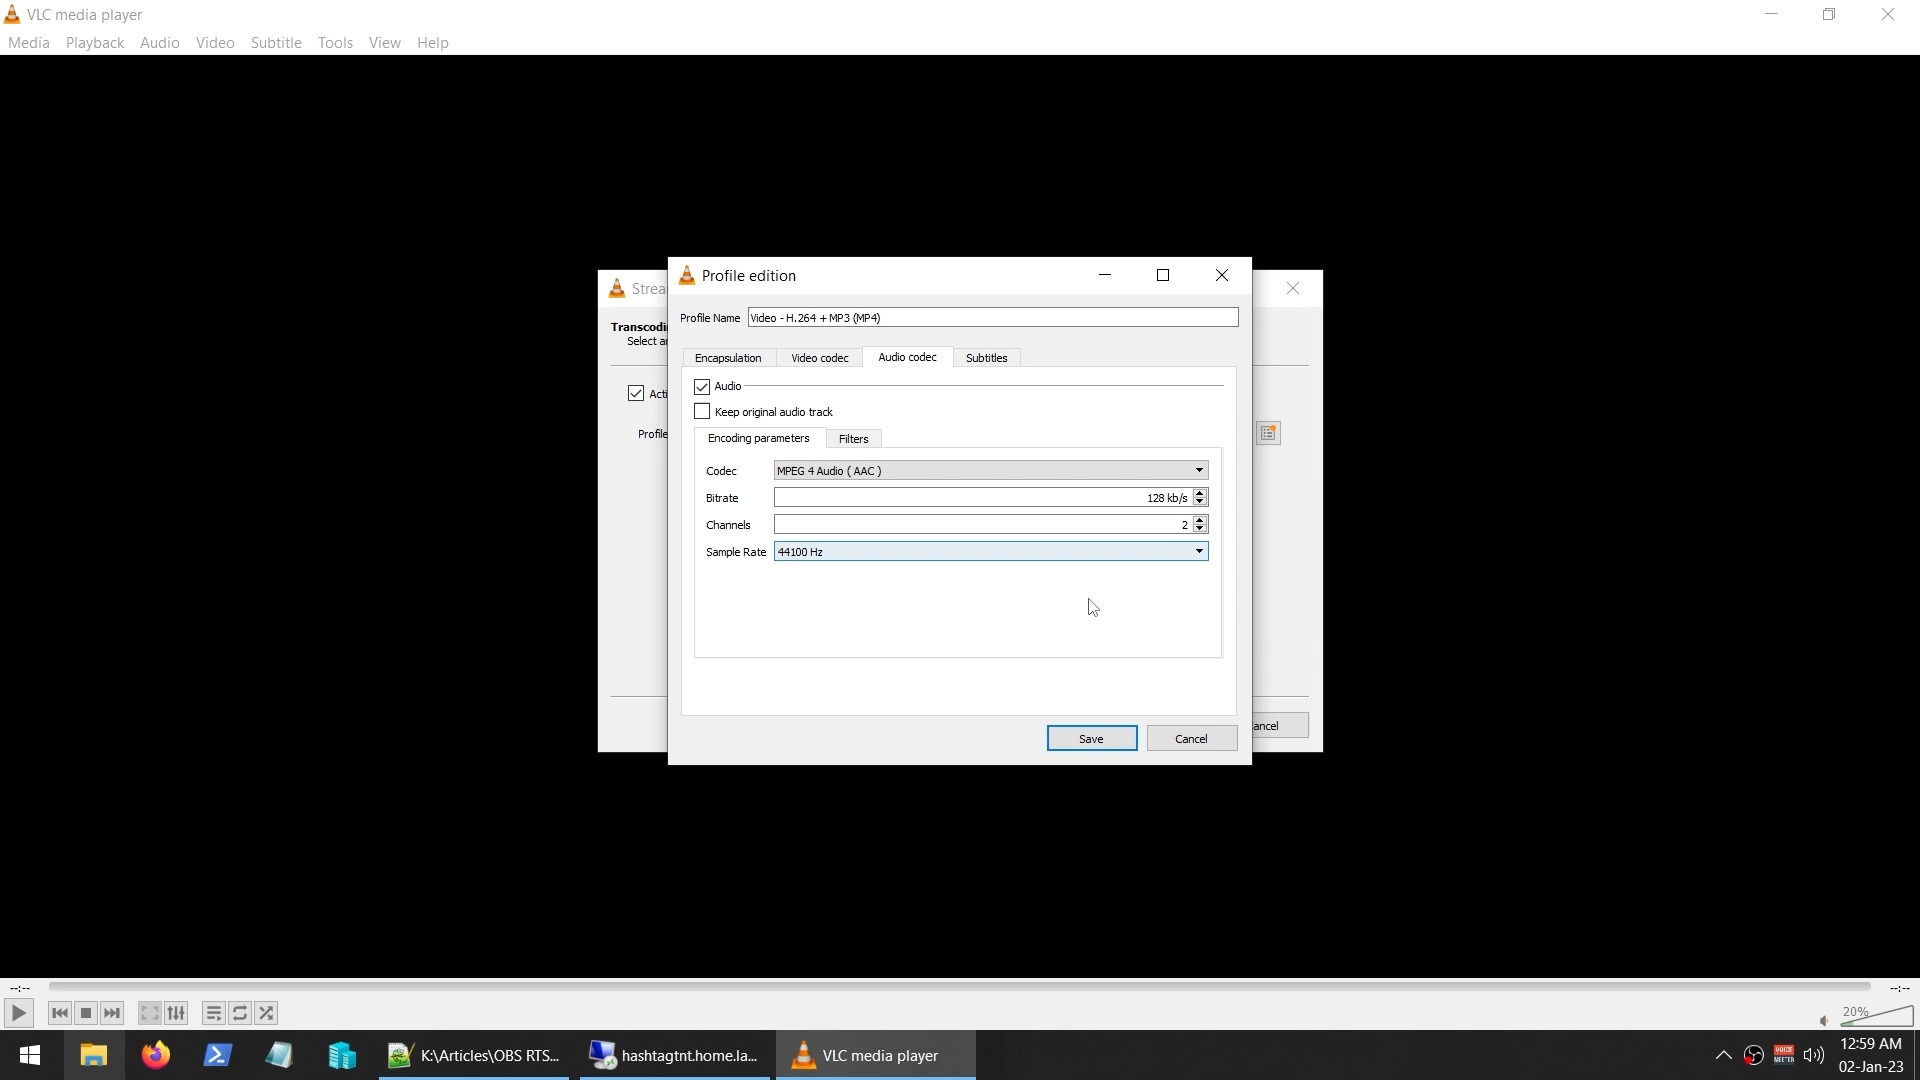 VLC media player
Media Playback Audio Video Subtitle Tools View Help
Strea
Transcodi
Select a
Acti
Profile
ancel
Profile edition
Profile Name Video - H.264 + MP3 (MP4)
Encapsulation Video codec Audio codec Subtitles
Audio
Keep original audio track
Encoding parameters Filters
Codec MPEG 4 Audio ( AAC )
Bitrate 128 kb/s
Channels 2
Sample Rate 44100 Hz
Save Cancel
--:-- --:--
20%
K:\Articles\OBS RTS... hashtagtnt.home.la... VLC media player
VOICE
MEETER
12:59 AM
02-Jan-23